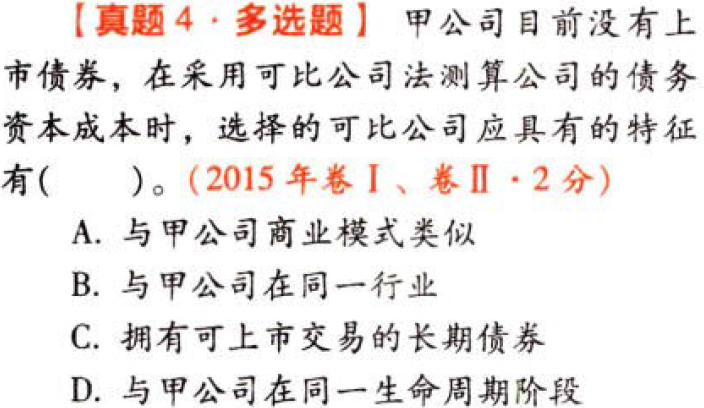 【真题4·多选题】 甲公司目前没有上
市债券，在采用可比公司法测算公司的债务
资本成本时，选择的可比公司应具有的特征
有(  )。(2015年卷Ⅰ、卷Ⅱ·2分)
A. 与甲公司商业模式类似
B. 与甲公司在同一行业
C. 拥有可上市交易的长期债券
D. 与甲公司在同一生命周期阶段